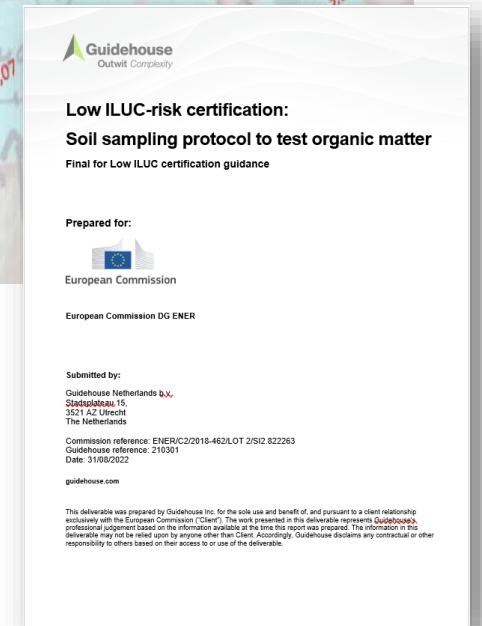 ,07
Guidehouse
Outwit Complexity
Low ILUC-risk certification:
Soil sampling protocol to test organic matter
Final for Low ILUC certification guidance
Prepared for:
European Commission
European Commission DG ENER
Submitted by:
Guidehouse Netherlands b.v.
Stadsplateau 15,
3521 AZ Utrecht
The Netherlands
Commission reference: ENER/C2/2018-462/LOT 2/SI2.822263
Guidehouse reference: 210301
Date: 31/08/2022
guidehouse.com
This deliverable was prepared by Guidehouse Inc. for the sole use and benefit of, and pursuant to a client relationship
exclusively with the European Commission ("Client"). The work presented in this deliverable represents Guidehouse's
professional judgement based on the information available at the time this report was prepared. The information in this
deliverable may not be relied upon by anyone other than Client. Accordingly, Guidehouse disclaims any contractual or other
responsibility to others based on their access to or use of the deliverable.